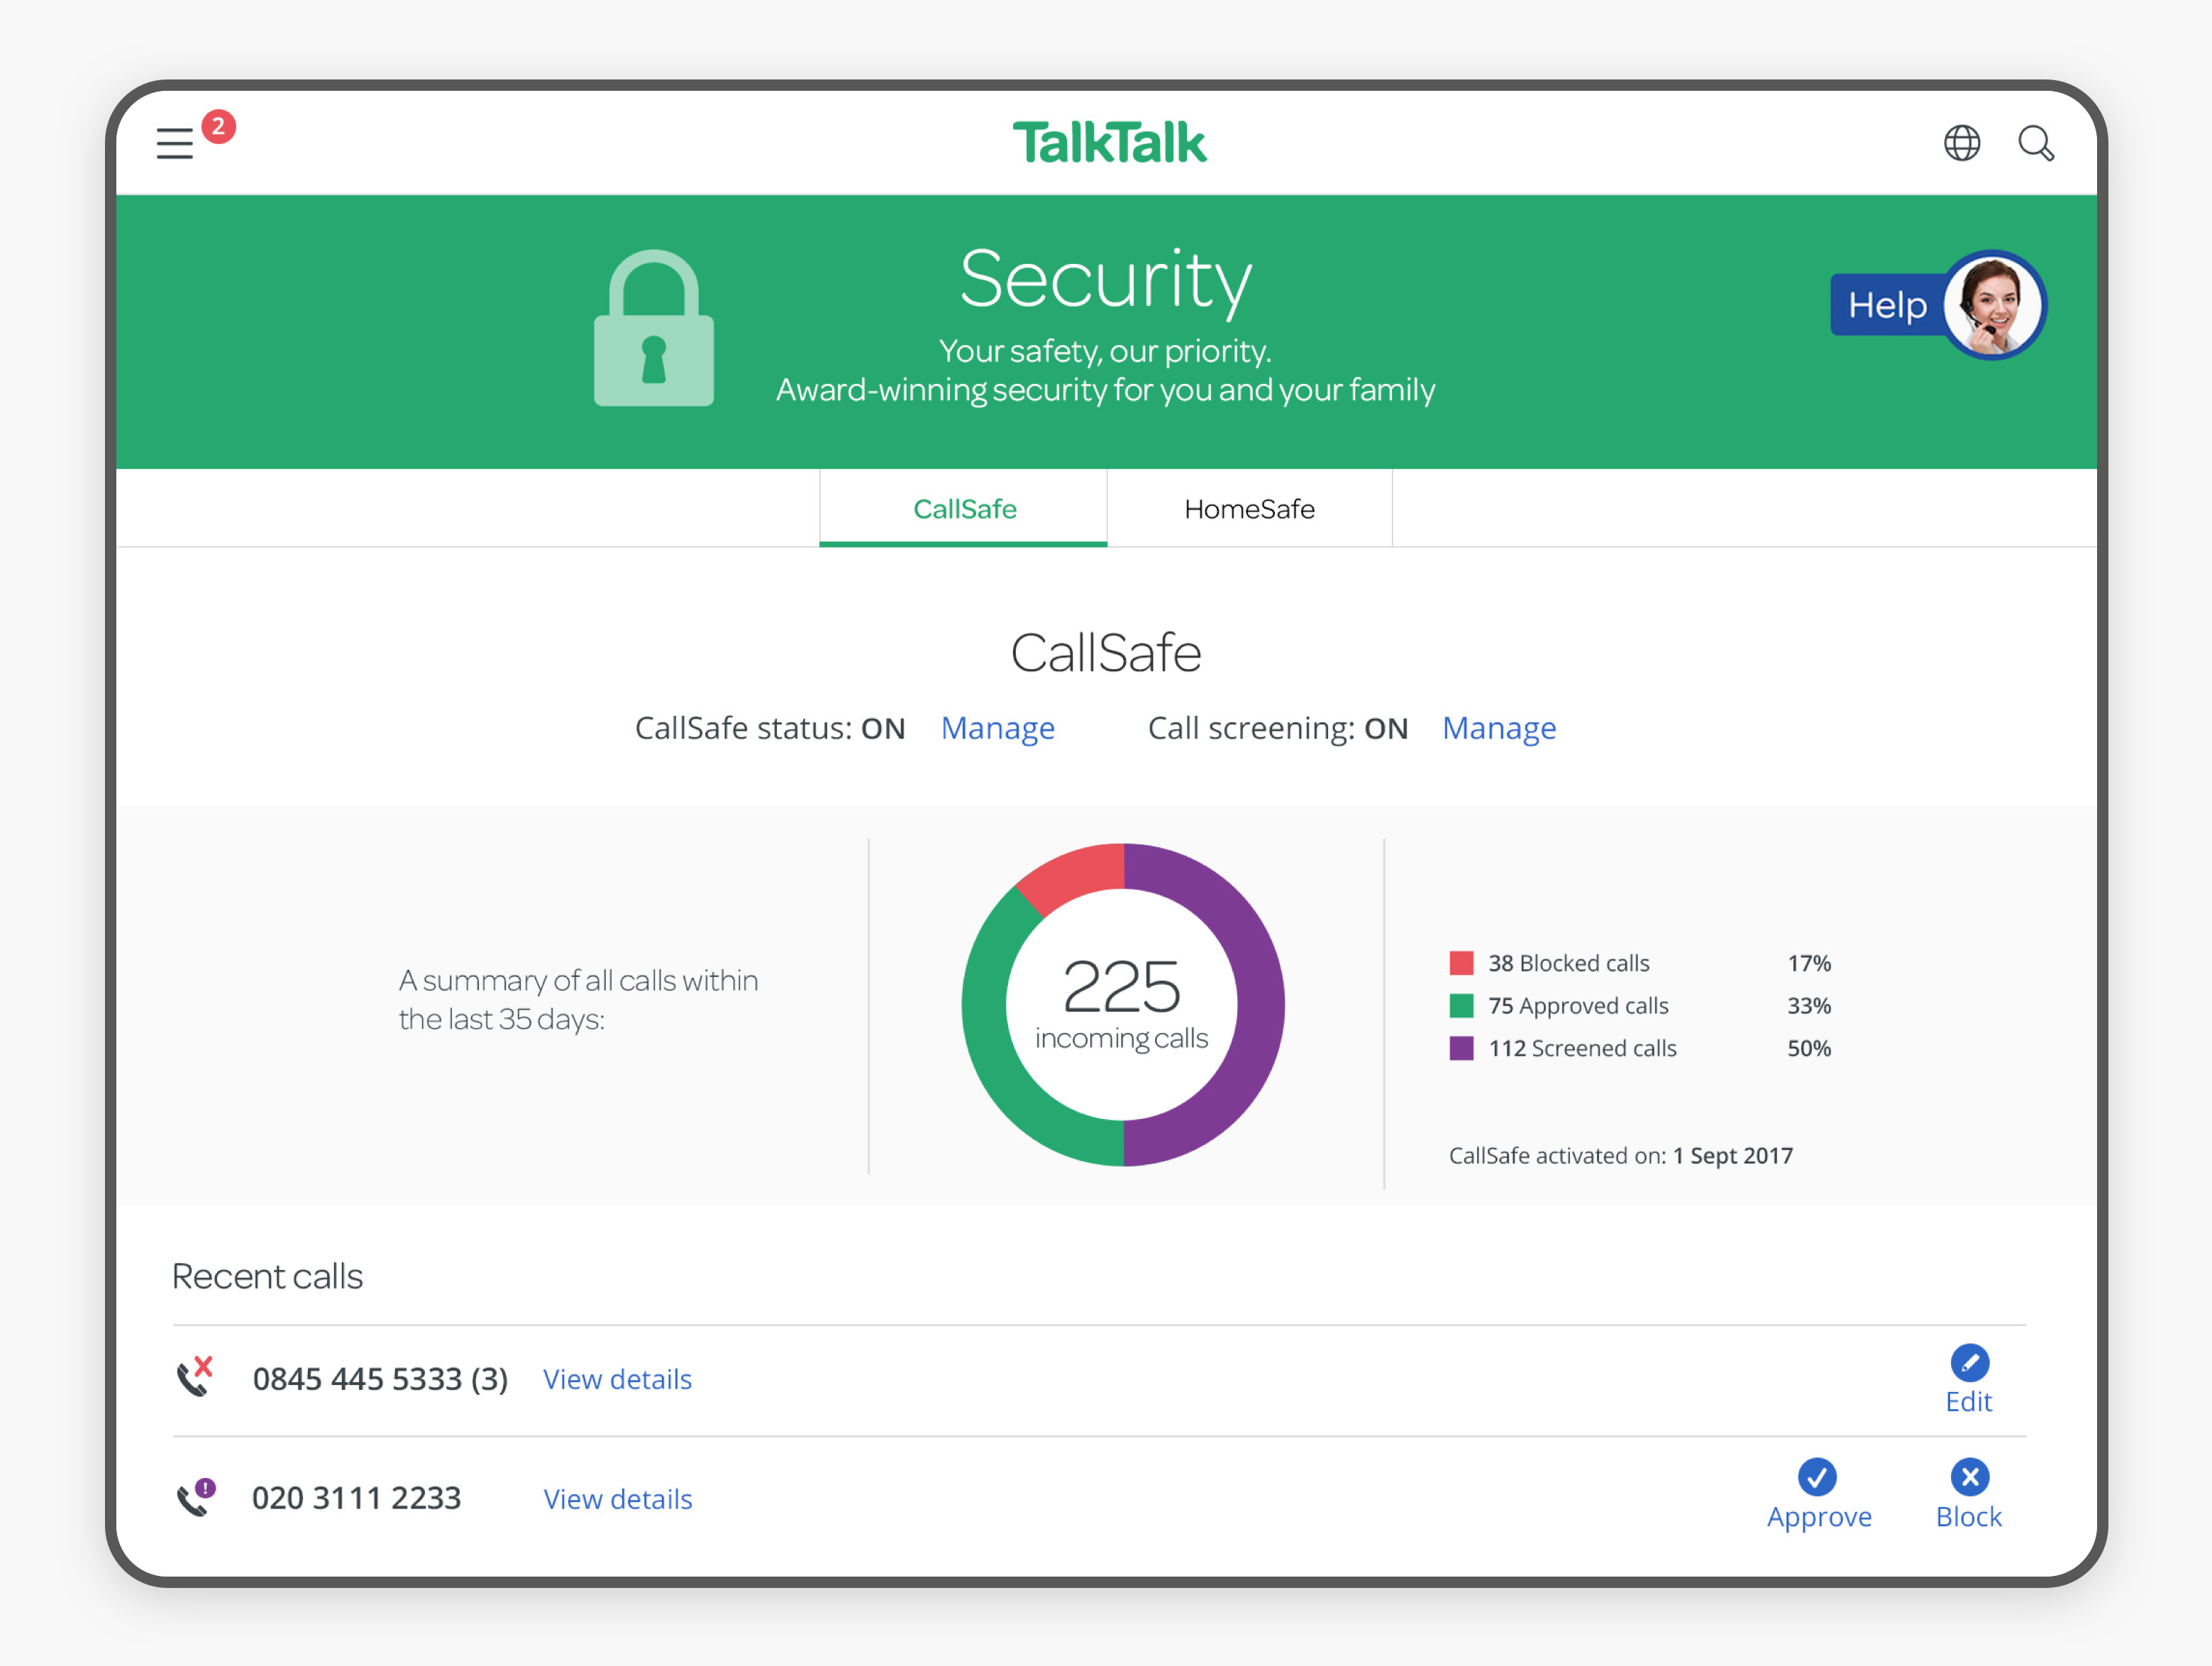 2
TalkTalk
Security
Your safety, our priority.
Award-winning security for you and your family
Help
CallSafe
HomeSafe
CallSafe
CallSafe status: ON Manage Call screening: ON Manage
A summary of all calls within
the last 35 days:
225
incoming calls
38 Blocked calls 17%
75 Approved calls 33%
112 Screened calls 50%
CallSafe activated on: 1 Sept 2017
Recent calls
0845 445 5333 (3) View details
Edit
020 3111 2233 View details
Approve
Block